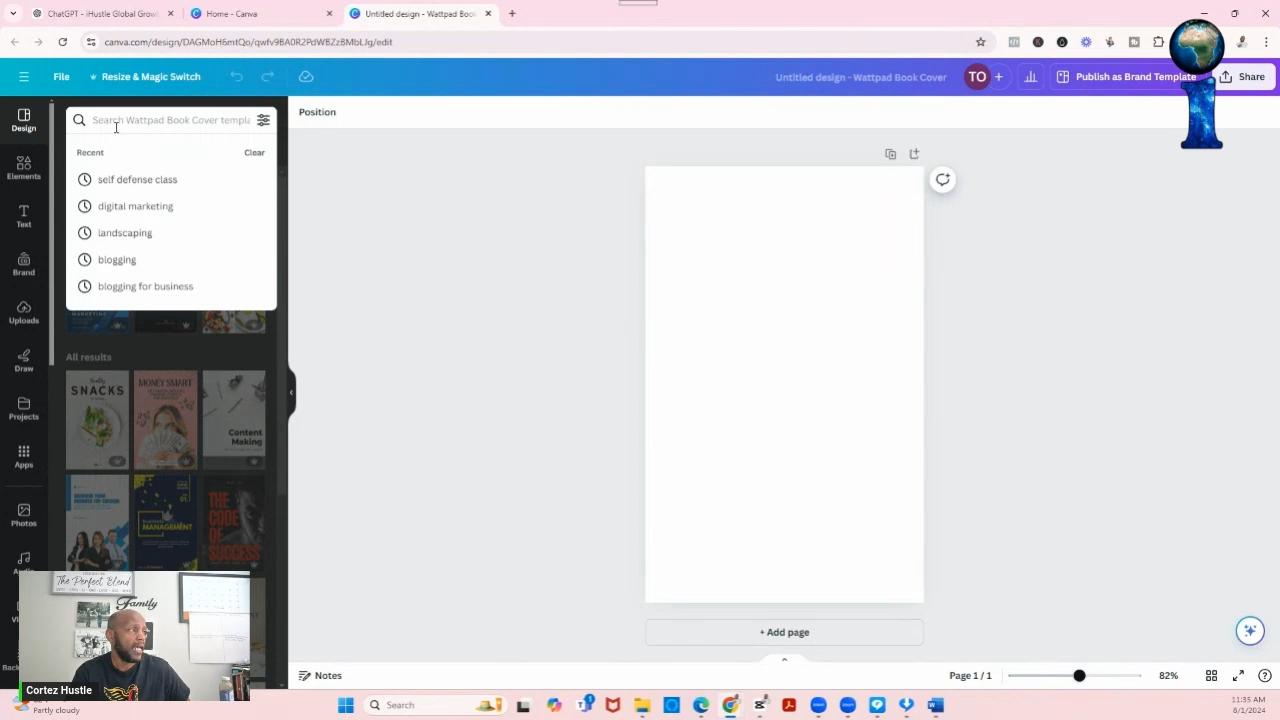 ChatGPT - iHustle Global Growt
Home - Canva
Untitled design - Wattpad Book
canva.com/design/DAGMoH6mtQo/qwfv9BA0R2PdWBZzBMbLJg/edit
File
Resize & Magic Switch
Untitled design - Wattpad Book Cover
TO
Publish as Brand Template
Share
Design
Elements
Text
Brand
Uploads
Draw
Projects
Apps
Photos
Search Wattpad Book Cover templa
Recent
Clear
self defense class
digital marketing
landscaping
blogging
blogging for business
MARKETING
All results
Healthy
SNACKS
MONEY SMART
Content
Making
business
MANAGEMENT
THE
CODE
OF
SUCCESS
Position
+ Add page
Notes
Page 1 / 1
82%
The Perfect Blend
Family
Cortez Hustle
Partly cloudy
Search
11:35 AM
8/1/2024